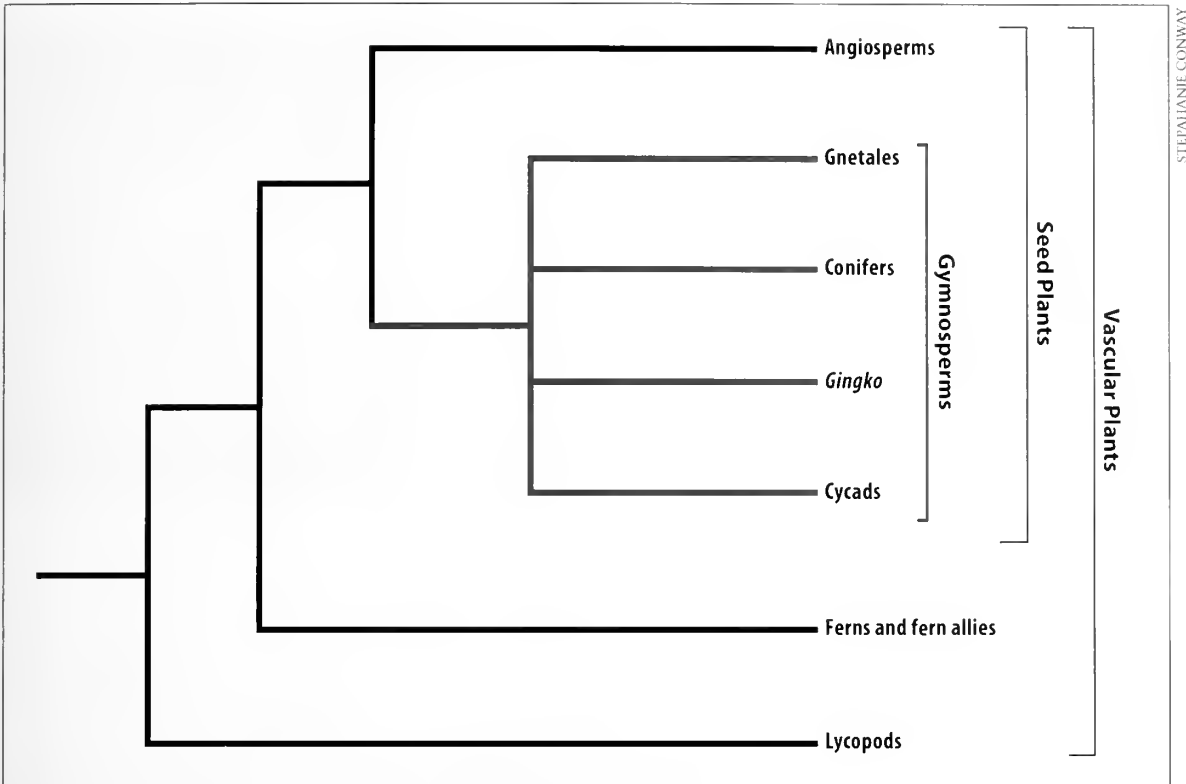 Angiosperms
Gnetales
Conifers
Gingko
Cycads
Ferns and fern allies
Lycopods
Gymnosperms
Seed Plants
Vascular Plants
STEPAHANIE CONWAY